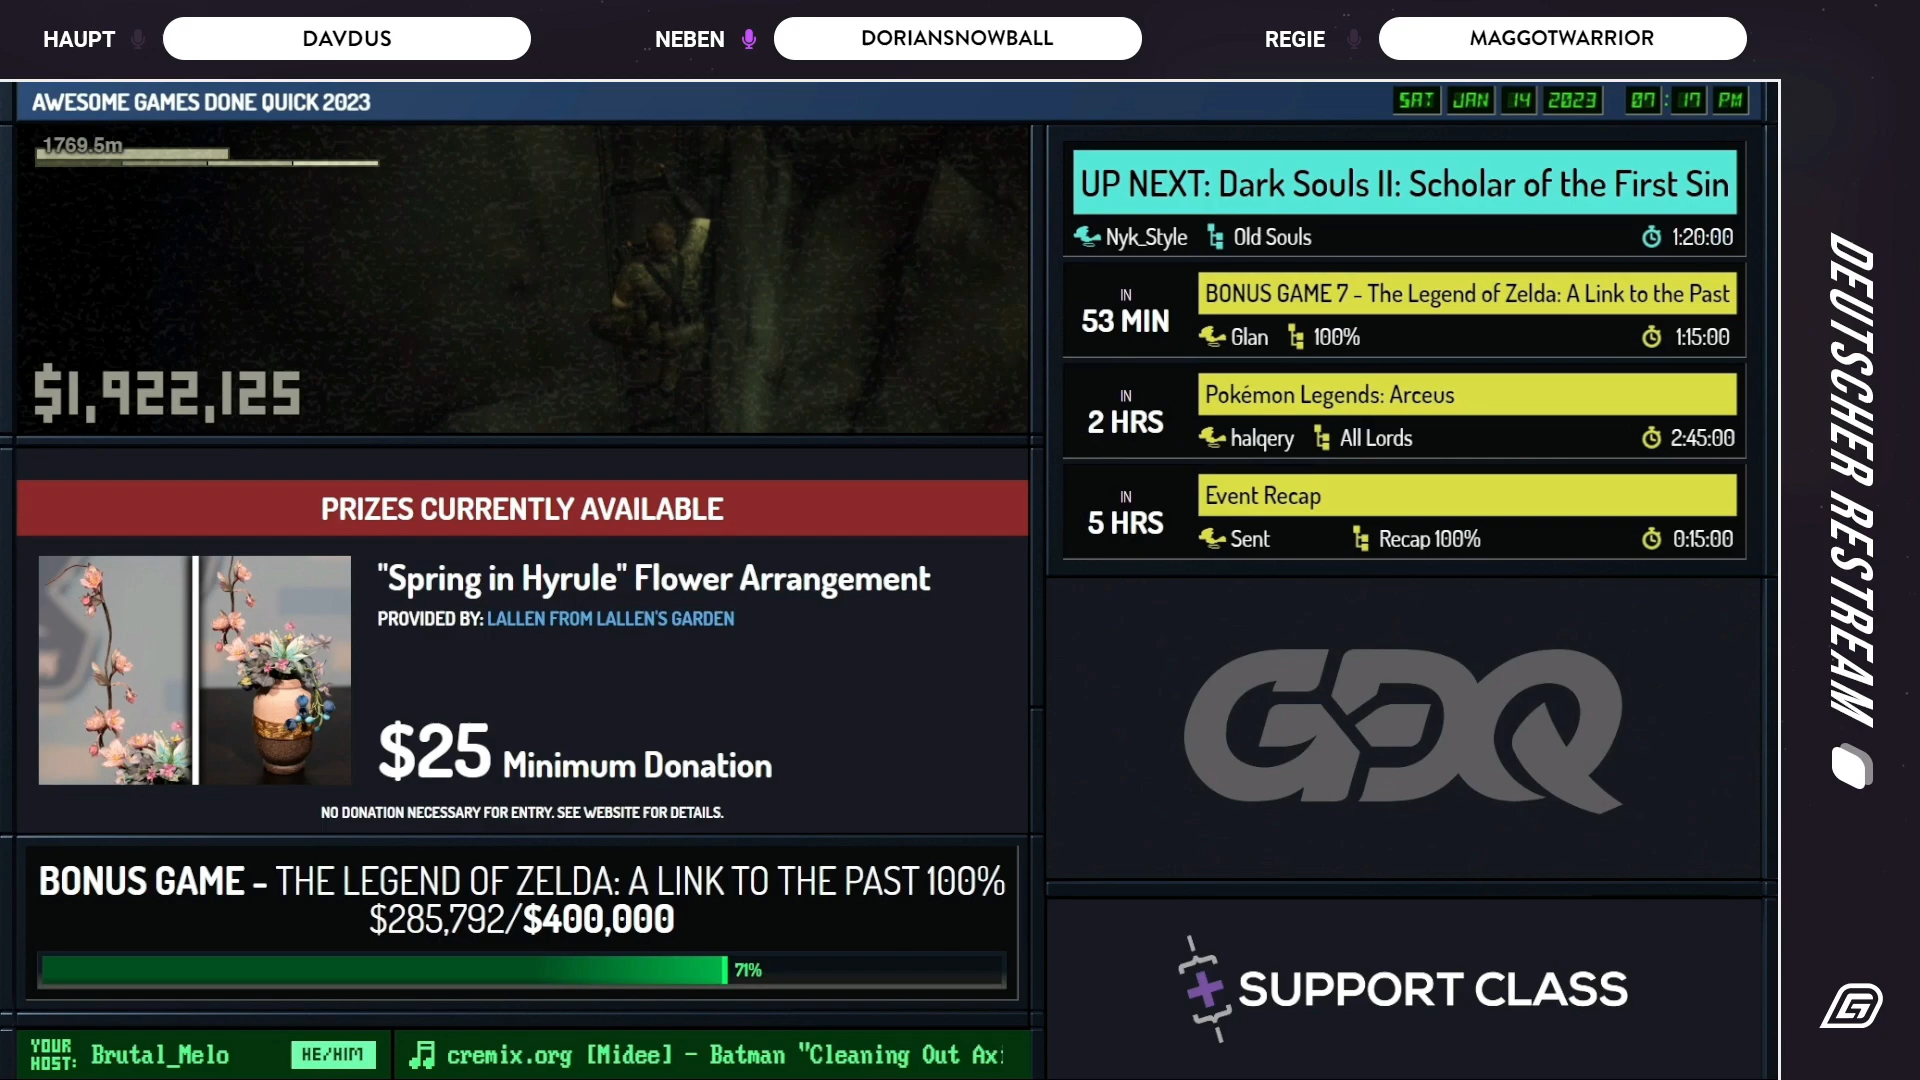 HAUPT DAVDUS NEBEN DORIANSNOWBALL REGIE MAGGOTWARRIOR
AWESOME GAMES DONE QUICK 2023
SAT JAN 14 2023 07:17 PM
1769.5m
$1,922,125
UP NEXT: Dark Souls II: Scholar of the First Sin
Nyk_Style Old Souls 1:20:00
IN
53 MIN
BONUS GAME 7 - The Legend of Zelda: A Link to the Past
Glan 100% 1:15:00
IN
2 HRS
Pokémon Legends: Arceus
halqery All Lords 2:45:00
IN
5 HRS
Event Recap
Sent Recap 100% 0:15:00
PRIZES CURRENTLY AVAILABLE
"Spring in Hyrule" Flower Arrangement
PROVIDED BY: LALLEN FROM LALLEN'S GARDEN
$25 Minimum Donation
NO DONATION NECESSARY FOR ENTRY. SEE WEBSITE FOR DETAILS.
GDQ
BONUS GAME - THE LEGEND OF ZELDA: A LINK TO THE PAST 100%
$285,792/$400,000
71%
SUPPORT CLASS
YOUR
HOST: Brutal_Melo HE/HIM
cremix.org [Midee] - Batman "Cleaning Out Axi
DEUTSCHER RESTREAM